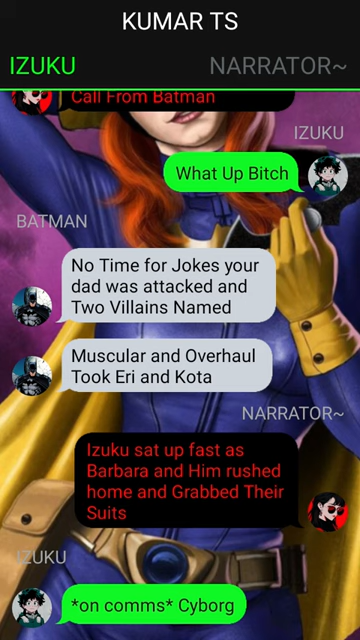 KUMAR TS
IZUKU
NARRATOR~
Call From Batman
IZUKU
What Up Bitch
BATMAN
No Time for Jokes your
dad was attacked and
Two Villains Named
Muscular and Overhaul
Took Eri and Kota
NARRATOR~
Izuku sat up fast as
Barbara and Him rushed
home and Grabbed Their
Suits
IZUKU
*on comms* Cyborg